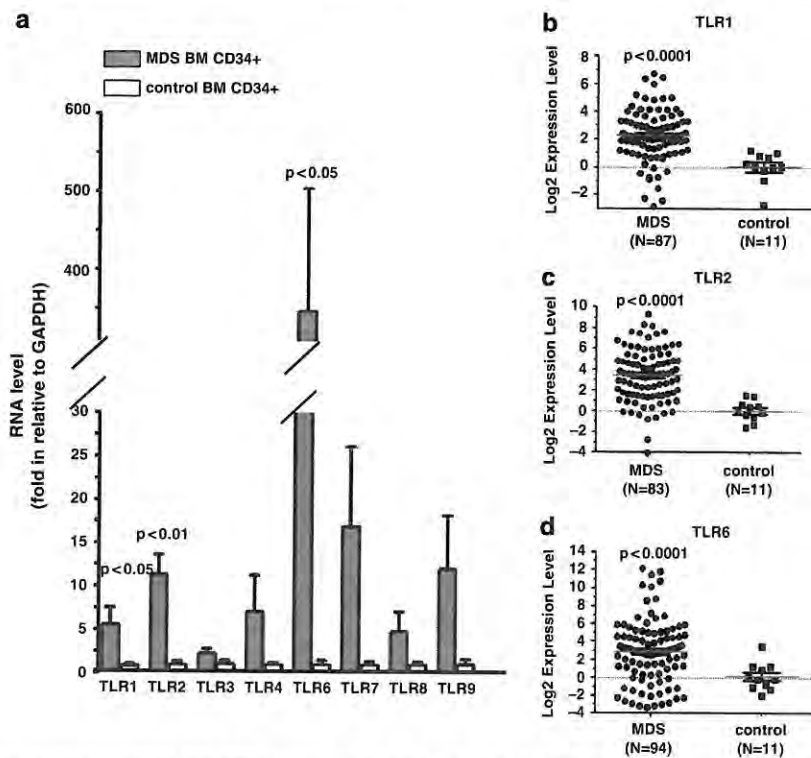 a
MDS BM CD34+
control BM CD34+
RNA level
(fold in relative to GAPDH)
600
500
400
30
25
20
15
10
5
0
p<0.05
p<0.01
p<0.05
TLR1 TLR2 TLR3 TLR4 TLR6 TLR7 TLR8 TLR9
b
TLR1
Log2 Expression Level
8
6
4
2
0
−2
p<0.0001
MDS control
(N=87) (N=11)
c
TLR2
Log2 Expression Level
10
8
6
4
2
0
−2
−4
p<0.0001
MDS control
(N=83) (N=11)
d
TLR6
Log2 Expression Level
14
12
10
8
6
4
2
0
−2
−4
p<0.0001
MDS control
(N=94) (N=11)